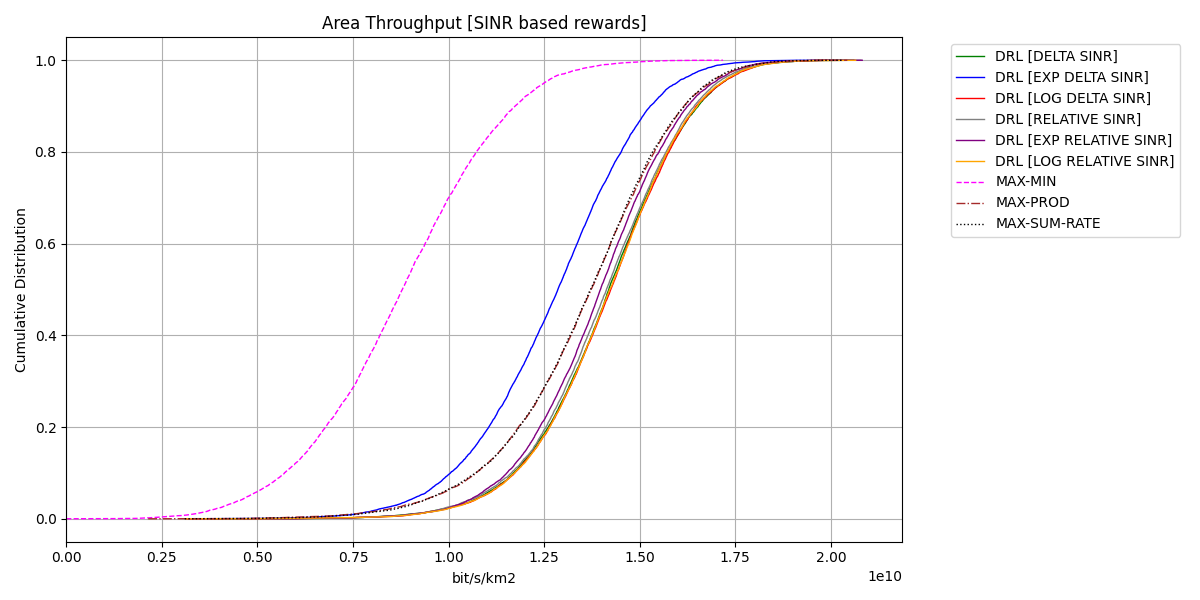 Area Throughput [SINR based rewards]
Cumulative Distribution
1.0
0.8
0.6
0.4
0.2
0.0
0.00 0.25 0.50 0.75 1.00 1.25 1.50 1.75 2.00
1e10
bit/s/km2
DRL [DELTA SINR]
DRL [EXP DELTA SINR]
DRL [LOG DELTA SINR]
DRL [RELATIVE SINR]
DRL [EXP RELATIVE SINR]
DRL [LOG RELATIVE SINR]
MAX-MIN
MAX-PROD
MAX-SUM-RATE